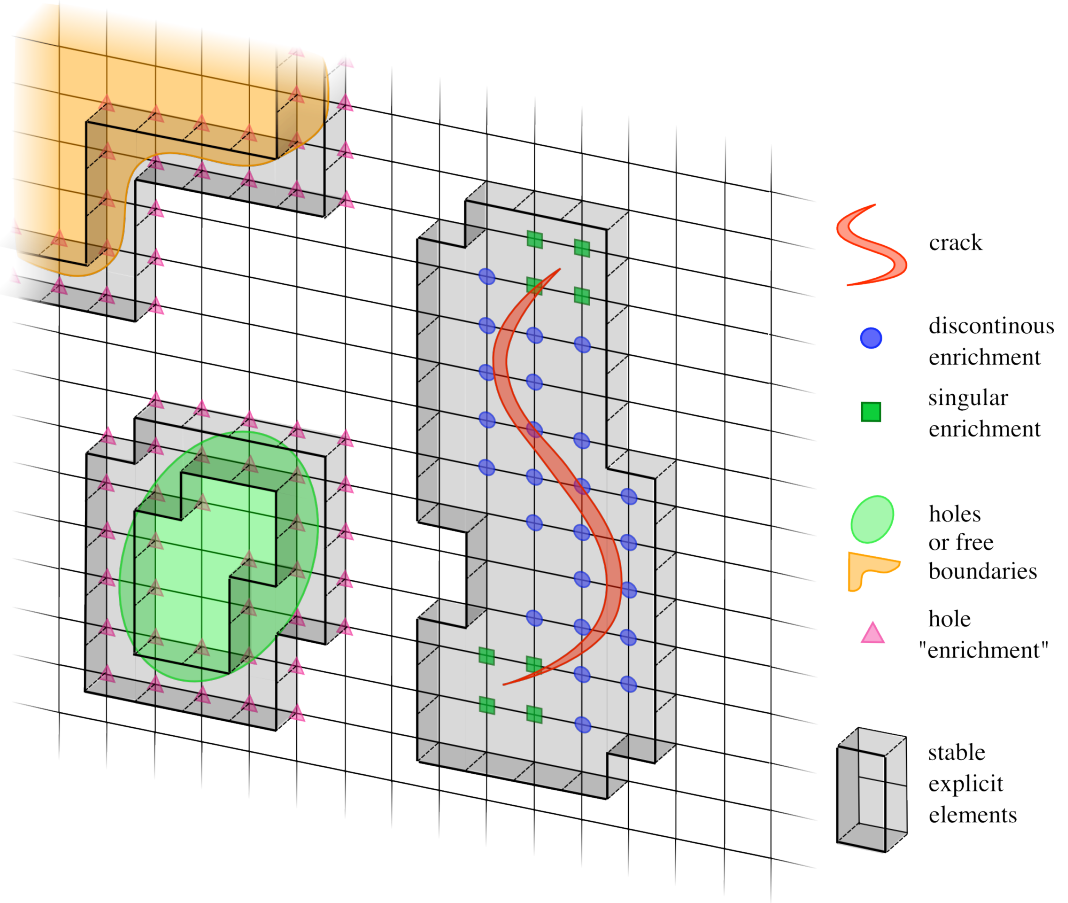 crack
discontinous
enrichment
singular
enrichment
holes
or free
boundaries
hole
"enrichment"
stable
explicit
elements